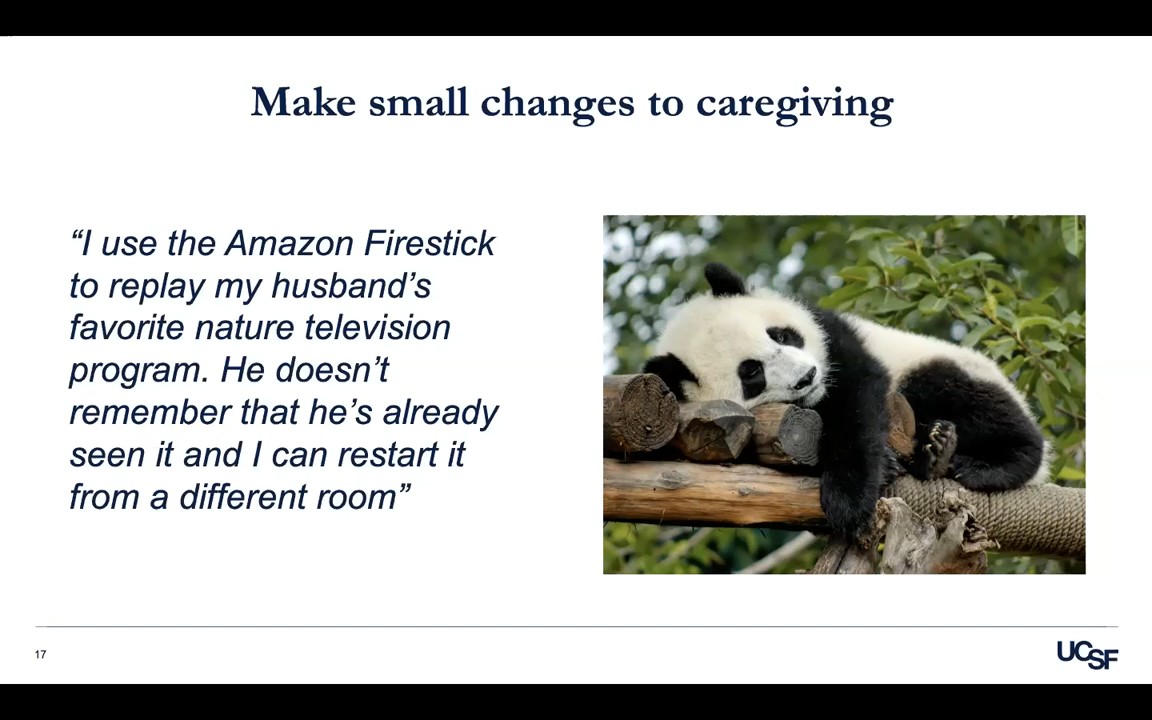 Make small changes to caregiving
“I use the Amazon Firestick
to replay my husband’s
favorite nature television
program. He doesn’t
remember that he’s already
seen it and I can restart it
from a different room”
17
UCSF